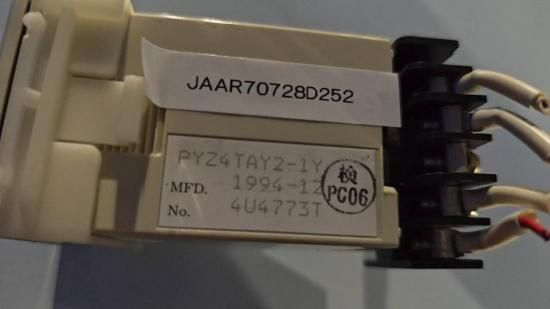 JAAR70728D252
PYZ4TAY2-1Y
MFD. 1994-12
No. 4U4773T
検
PC06